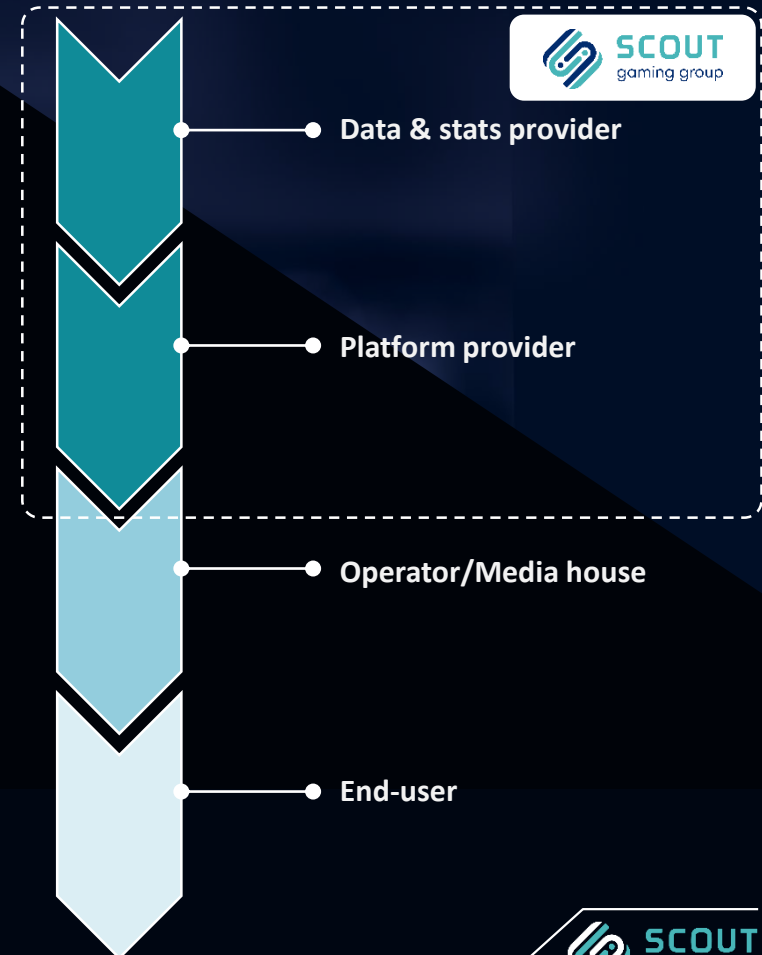 SCOUT
gaming group
Data & stats provider
Platform provider
Operator/Media house
End-user
SCOUT